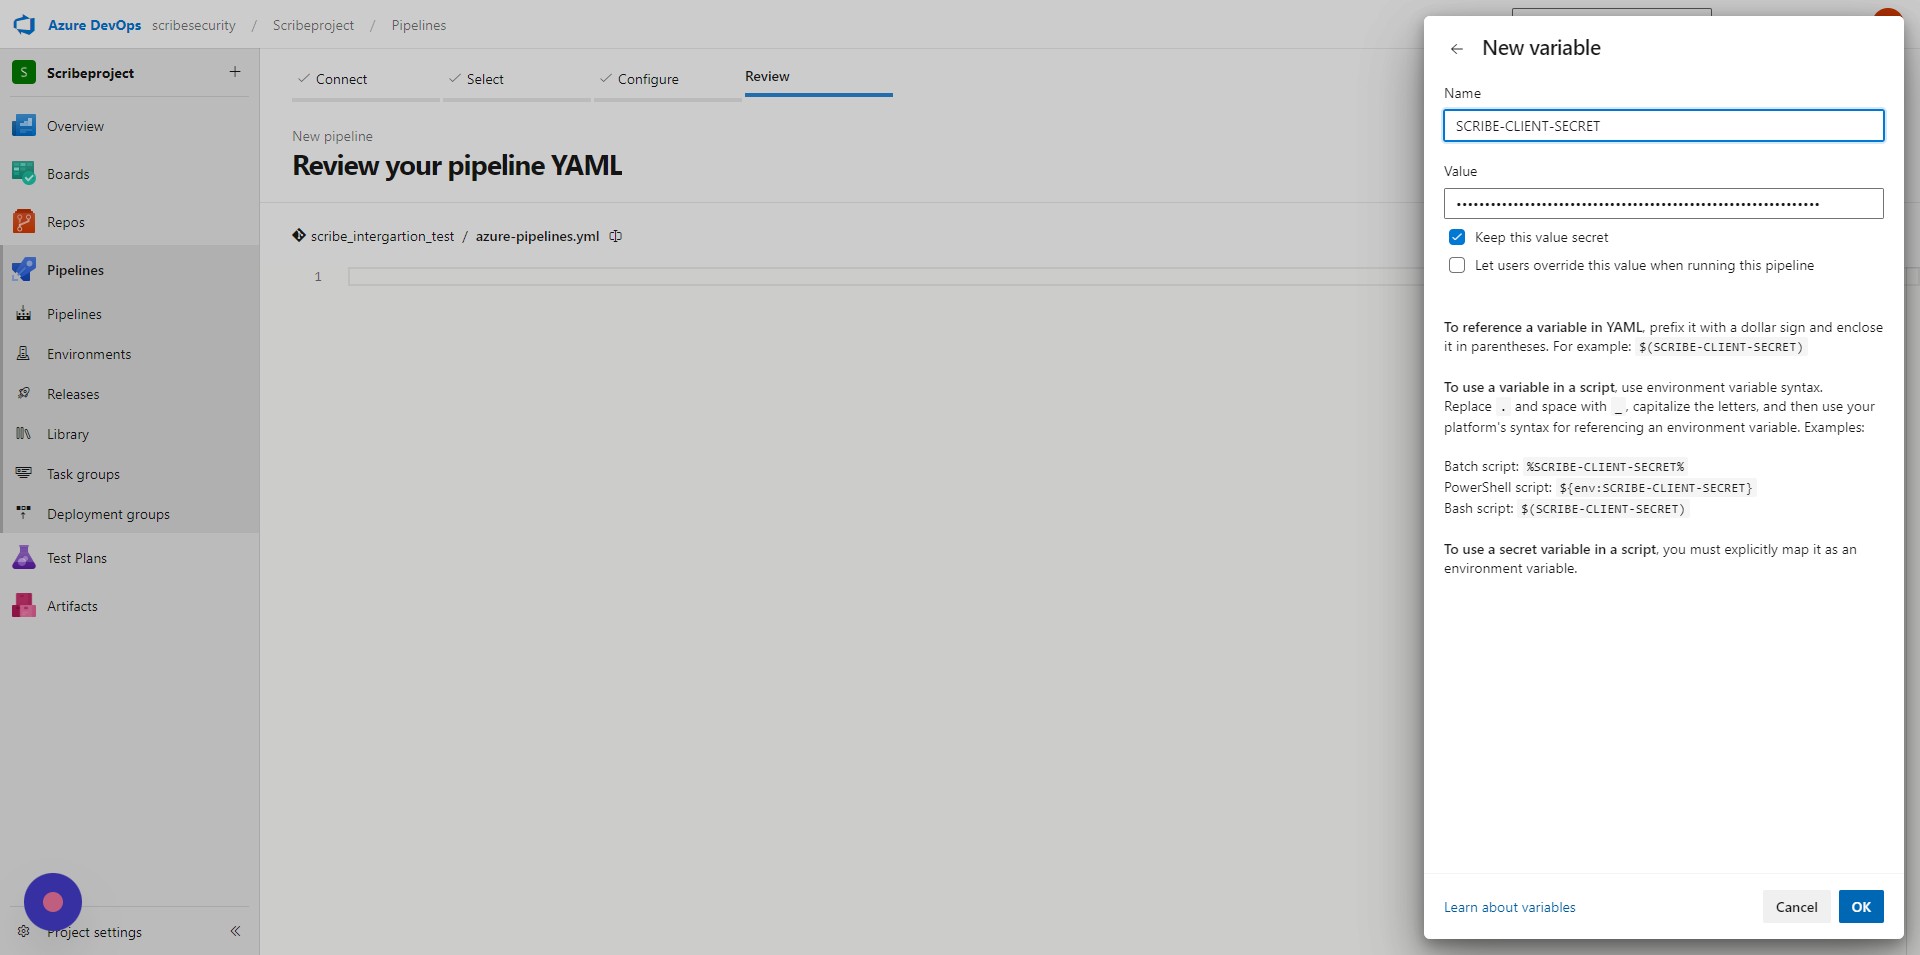 Azure DevOps scribesecurity / Scribeproject / Pipelines
S Scribeproject +
Overview
Boards
Repos
Pipelines
Pipelines
Environments
Releases
Library
Task groups
Deployment groups
Test Plans
Artifacts
Project settings
Connect Select Configure Review
New pipeline
Review your pipeline YAML
scribe_intergartion_test / azure-pipelines.yml
1
New variable
Name
SCRIBE-CLIENT-SECRET
Value
Keep this value secret
Let users override this value when running this pipeline
To reference a variable in YAML, prefix it with a dollar sign and enclose
it in parentheses. For example: $(SCRIBE-CLIENT-SECRET)
To use a variable in a script, use environment variable syntax.
Replace . and space with _, capitalize the letters, and then use your
platform's syntax for referencing an environment variable. Examples:
Batch script: %SCRIBE-CLIENT-SECRET%
PowerShell script: ${env:SCRIBE-CLIENT-SECRET}
Bash script: $(SCRIBE-CLIENT-SECRET)
To use a secret variable in a script, you must explicitly map it as an
environment variable.
Learn about variables
Cancel
OK